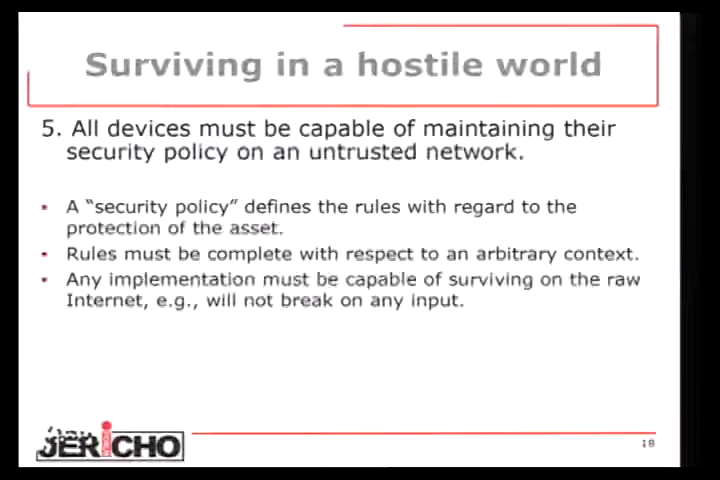 Surviving in a hostile world
5. All devices must be capable of maintaining their
security policy on an untrusted network.
• A “security policy” defines the rules with regard to the
protection of the asset.
• Rules must be complete with respect to an arbitrary context.
• Any implementation must be capable of surviving on the raw
Internet, e.g., will not break on any input.
JERiCHO
18